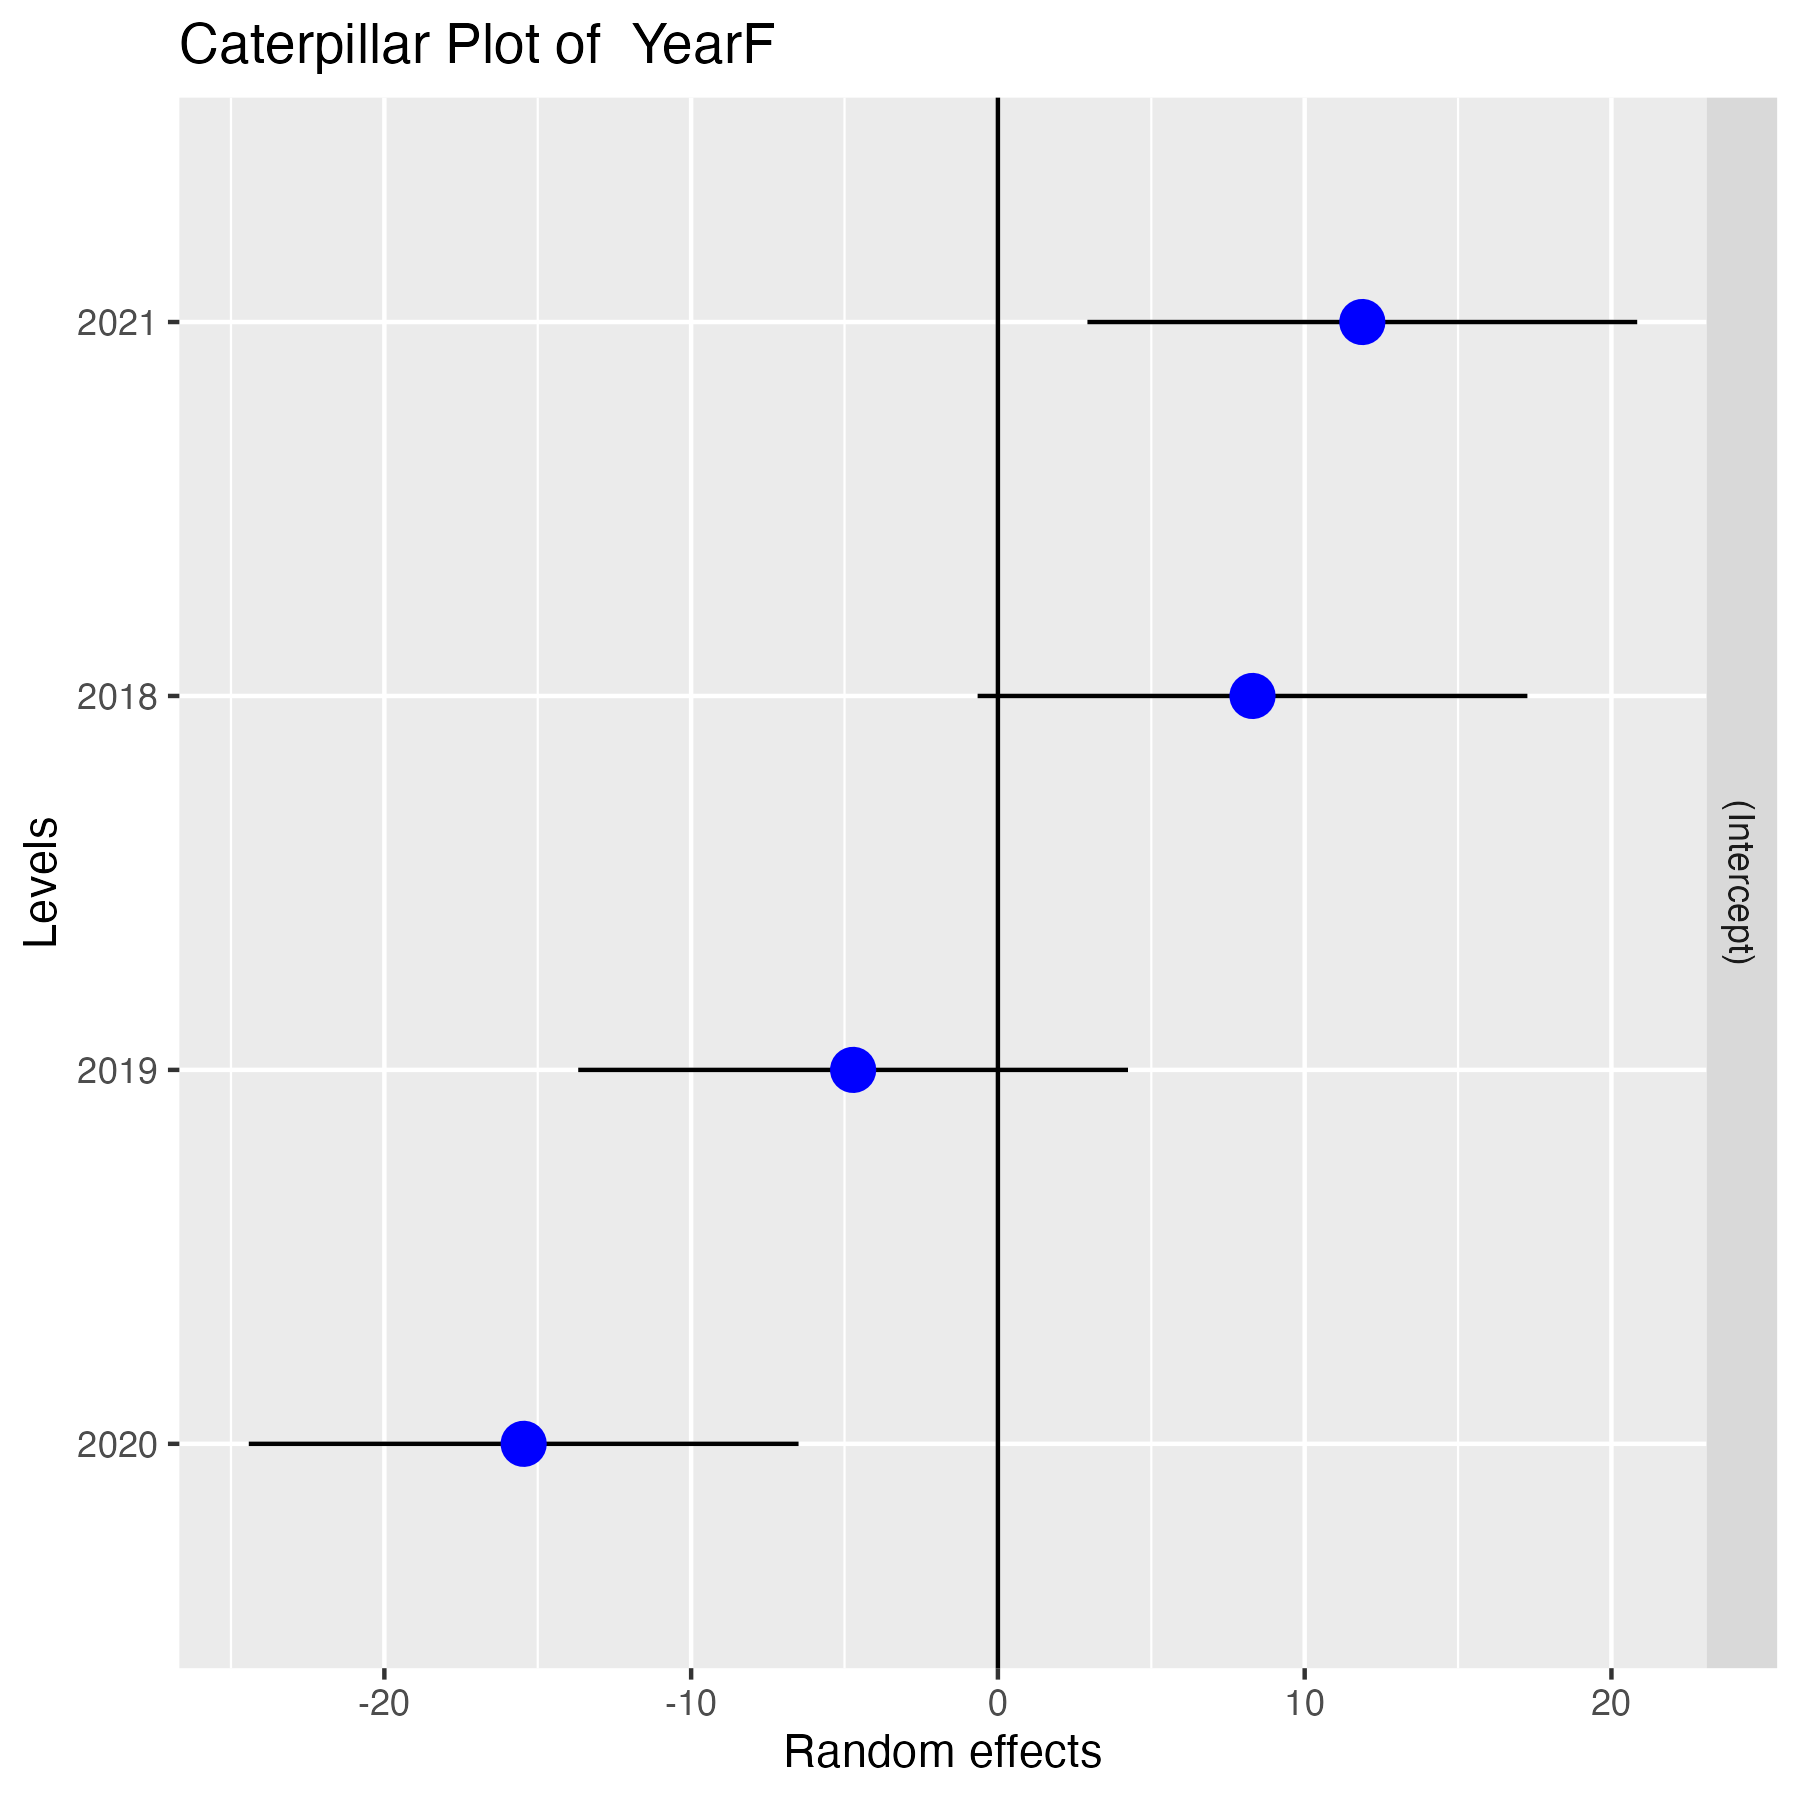 Caterpillar Plot of  YearF
2021
2018
2019
2020
Levels
(Intercept)
-20
-10
0
10
20
Random effects